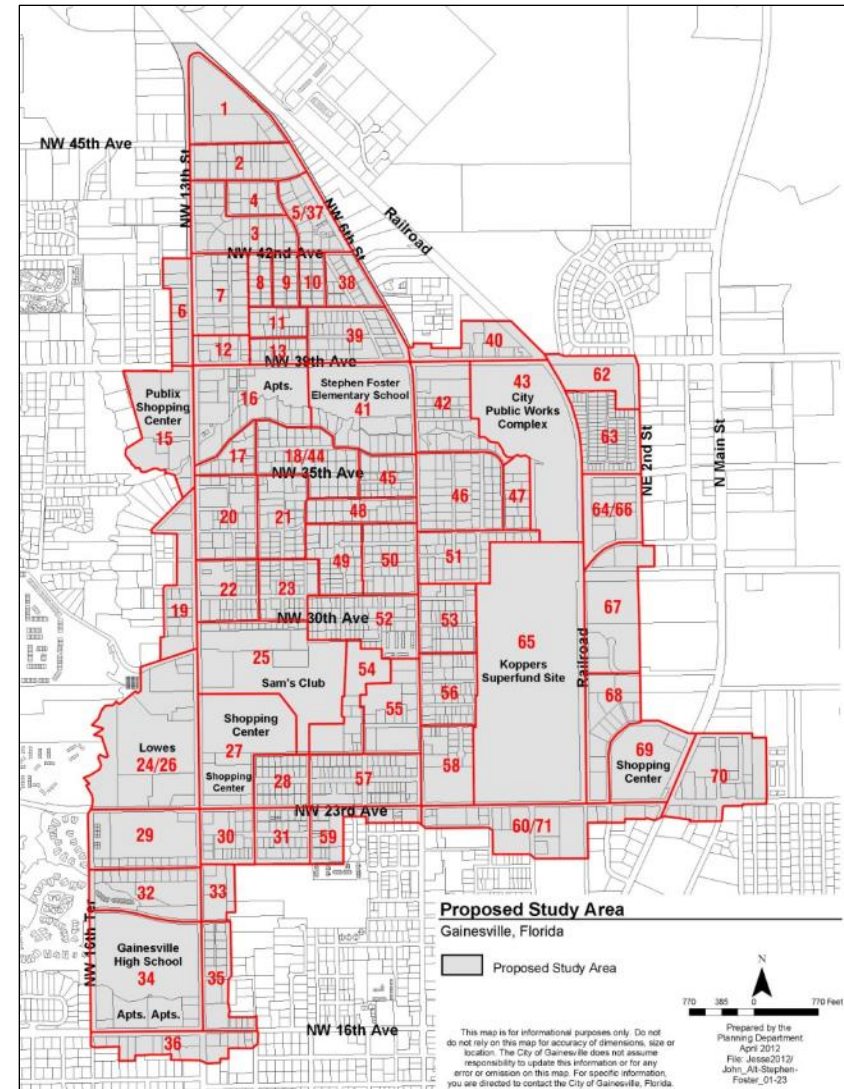 1
NW 45th Ave
2
NW 13th St
4
5/37
NW 6th St
Railroad
3
NW 42nd Ave
6
7
8
9
10
38
11
39
12
13
NW 39th Ave
40
Publix
Shopping
Center
15
Apts.
16
Stephen Foster
Elementary School
41
42
43
City
Public Works
Complex
62
63
NE 2nd St
N Main St
17
18/44
NW 35th Ave
45
46
47
20
21
48
64/66
49
50
51
19
22
23
NW 30th Ave
52
53
65
Koppers
Superfund Site
Railroad
67
25
Sam's Club
54
55
56
68
Lowes
24/26
Shopping
Center
27
Shopping
Center
28
57
58
69
Shopping
Center
70
NW 23rd Ave
29
30
31
59
60/71
32
33
NW 16th Ter
Gainesville
High School
34
35
Apts. Apts.
36
NW 16th Ave
Proposed Study Area
Gainesville, Florida
Proposed Study Area
N
770 385 0 770 Feet
This map is for informational purposes only. Do not
do not rely on this map for accuracy of dimensions, size or
location. The City of Gainesville does not assume
responsibility to update this information or for any
error or omission on this map. For specific information,
you are directed to contact the City of Gainesville, Florida.
Prepared by the
Planning Department
April 2012
File: Jesse2012/
John_Alt-Stephen-
Foster_01-23